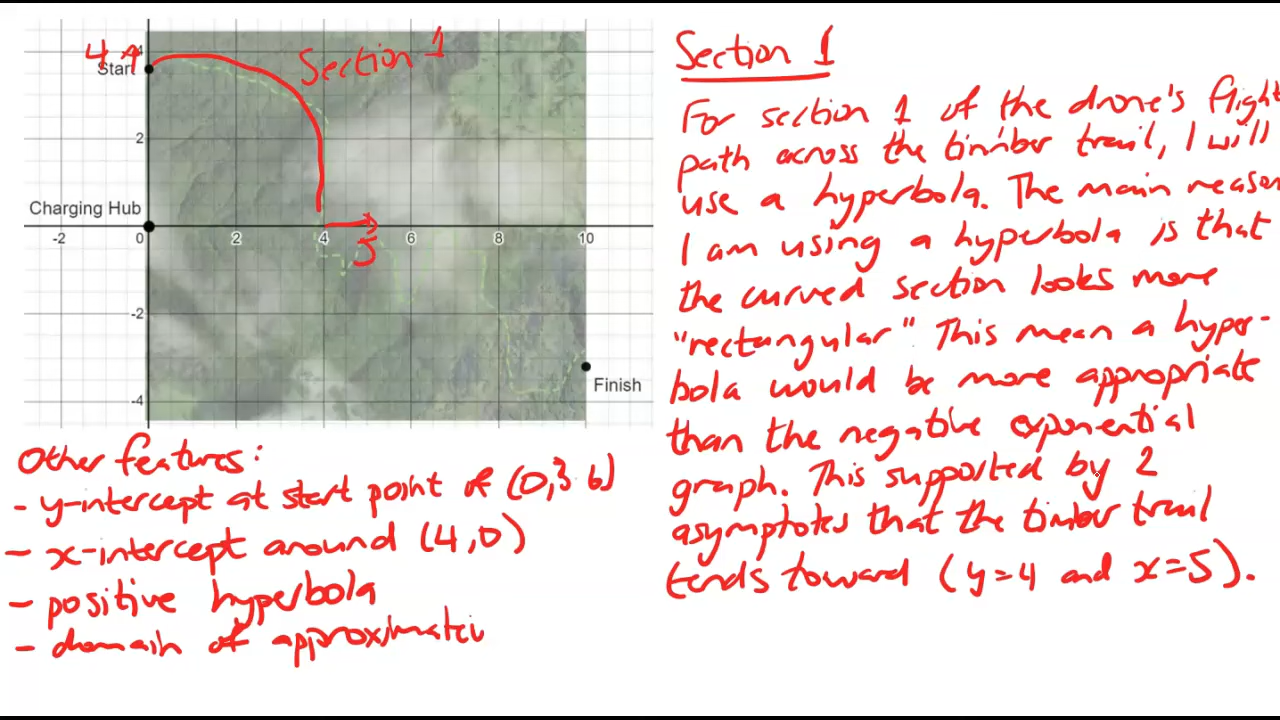 4
4
Start
Section 1
2
Charging Hub
-2
0
2
4
6
8
10
5
-2
-4
Finish
Other features:
- y-intercept at start point of (0,3.6)
- x-intercept around (4,0)
- positive hyperbola
- domain of approximati
Section 1
For section 1 of the drone's flight
path across the timber trail, I will
use a hyperbola. The main reason
I am using a hyperbola is that
the curved section looks more
"rectangular" This mean a hyper-
bola would be more appropriate
than the negative exponential
graph. This supported by 2
asymptotes that the timber trail
tends toward (y=4 and x=5).